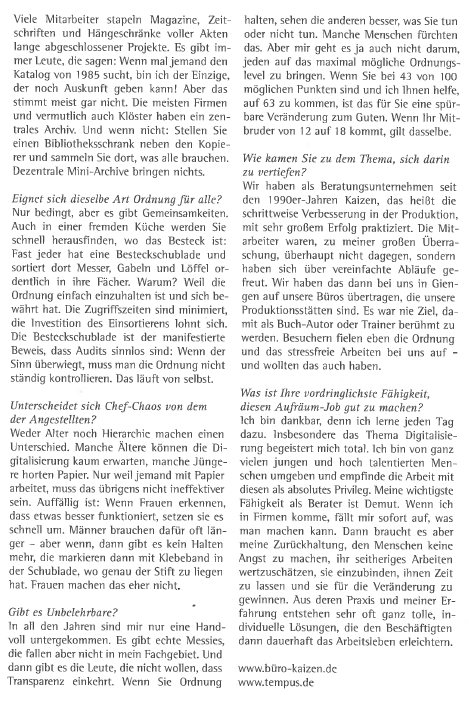 Viele Mitarbeiter stapeln Magazine, Zeit-
schriften und Hängeschränke voller Akten
lange abgeschlossener Projekte. Es gibt im-
mer Leute, die sagen: Wenn mal jemand den
Katalog von 1985 sucht, bin ich der Einzige,
der noch Auskunft geben kann! Aber das
stimmt meist gar nicht. Die meisten Firmen
und vermutlich auch Klöster haben ein zen-
trales Archiv. Und wenn nicht: Stellen Sie
einen Bibliotheksschrank neben den Kopie-
rer und sammeln Sie dort, was alle brauchen.
Dezentrale Mini-Archive bringen nichts.
Eignet sich dieselbe Art Ordnung für alle?
Nur bedingt, aber es gibt Gemeinsamkeiten.
Auch in einer fremden Küche werden Sie
schnell herausfinden, wo das Besteck ist:
Fast jeder hat eine Besteckschublade und
sortiert dort Messer, Gabeln und Löffel or-
dentlich in ihre Fächer. Warum? Weil die
Ordnung einfach einzuhalten ist und sich be-
währt hat. Die Zugriffszeiten sind minimiert,
die Investition des Einsortierens lohnt sich.
Die Besteckschublade ist der manifestierte
Beweis, dass Audits sinnlos sind: Wenn der
Sinn überwiegt, muss man die Ordnung nicht
ständig kontrollieren. Das läuft von selbst.
Unterscheidet sich Chef-Chaos von dem
der Angestellten?
Weder Alter noch Hierarchie machen einen
Unterschied. Manche Ältere können die Di-
gitalisierung kaum erwarten, manche Jünge-
re horten Papier. Nur weil jemand mit Papier
arbeitet, muss das übrigens nicht ineffektiver
sein. Auffällig ist: Wenn Frauen erkennen,
dass etwas besser funktioniert, setzen sie es
schnell um. Männer brauchen dafür oft län-
ger – aber wenn, dann gibt es kein Halten
mehr, die markieren dann mit Klebeband in
der Schublade, wo genau der Stift zu liegen
hat. Frauen machen das eher nicht.
Gibt es Unbelehrbare?
In all den Jahren sind mir nur eine Hand-
voll untergekommen. Es gibt echte Messies,
die fallen aber nicht in mein Fachgebiet. Und
dann gibt es die Leute, die nicht wollen, dass
Transparenz einkehrt. Wenn Sie Ordnung
halten, sehen die anderen besser, was Sie tun
oder nicht tun. Manche Menschen fürchten
das. Aber mir geht es ja auch nicht darum,
jeden auf das maximal mögliche Ordnungs-
level zu bringen. Wenn Sie bei 43 von 100
möglichen Punkten sind und ich Ihnen helfe,
auf 63 zu kommen, ist das für Sie eine spür-
bare Veränderung zum Guten. Wenn Ihr Mit-
bruder von 12 auf 18 kommt, gilt dasselbe.
Wie kamen Sie zu dem Thema, sich darin
zu vertiefen?
Wir haben als Beratungsunternehmen seit
den 1990er-Jahren Kaizen, das heißt die
schrittweise Verbesserung in der Produktion,
mit sehr großem Erfolg praktiziert. Die Mit-
arbeiter waren, zu meiner großen Überra-
schung, überhaupt nicht dagegen, sondern
haben sich über vereinfachte Abläufe ge-
freut. Wir haben das dann bei uns in Gien-
gen auf unsere Büros übertragen, die unsere
Produktionsstätten sind. Es war nie Ziel, da-
mit als Buch-Autor oder Trainer berühmt zu
werden. Besuchern fielen eben die Ordnung
und das stressfreie Arbeiten bei uns auf –
und wollten das auch haben.
Was ist Ihre vordringlichste Fähigkeit,
diesen Aufräum-Job gut zu machen?
Ich bin dankbar, denn ich lerne jeden Tag
dazu. Insbesondere das Thema Digitalisie-
rung begeistert mich total. Ich bin von ganz
vielen jungen und hoch talentierten Men-
schen umgeben und empfinde die Arbeit mit
diesen als absolutes Privileg. Meine wichtigste
Fähigkeit als Berater ist Demut. Wenn ich
in Firmen komme, fällt mir sofort auf, was
man machen kann. Dann braucht es aber
meine Zurückhaltung, den Menschen keine
Angst zu machen, ihr seitheriges Arbeiten
wertzuschätzen, sie einzubinden, ihnen Zeit
zu lassen und sie für die Veränderung zu
gewinnen. Aus deren Praxis und meiner Er-
fahrung entstehen sehr oft ganz tolle, in-
dividuelle Lösungen, die den Beschäftigten
dann dauerhaft das Arbeitsleben erleichtern.
www.büro-kaizen.de
www.tempus.de